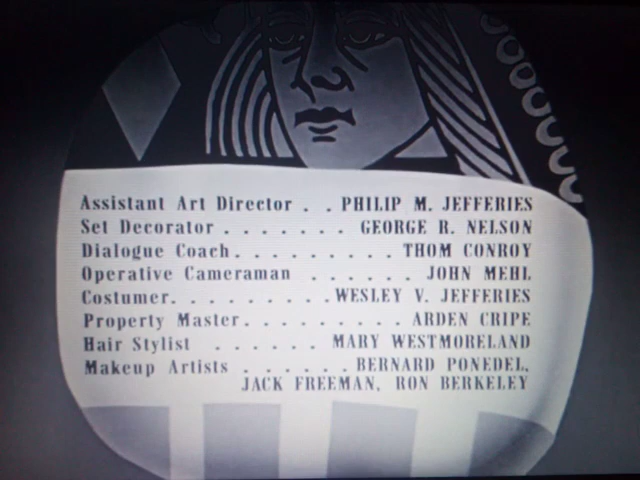 Assistant Art Director . . PHILIP M. JEFFERIES
Set Decorator . . . . . . . GEORGE R. NELSON
Dialogue Coach . . . . . . . . . THOM CONROY
Operative Cameraman . . . . . . JOHN MEHL
Costumer. . . . . . . . . WESLEY V. JEFFERIES
Property Master . . . . . . . . . ARDEN CRIPE
Hair Stylist . . . . . . MARY WESTMORELAND
Makeup Artists . . . . . . BERNARD PONEDEL,
JACK FREEMAN, RON BERKELEY